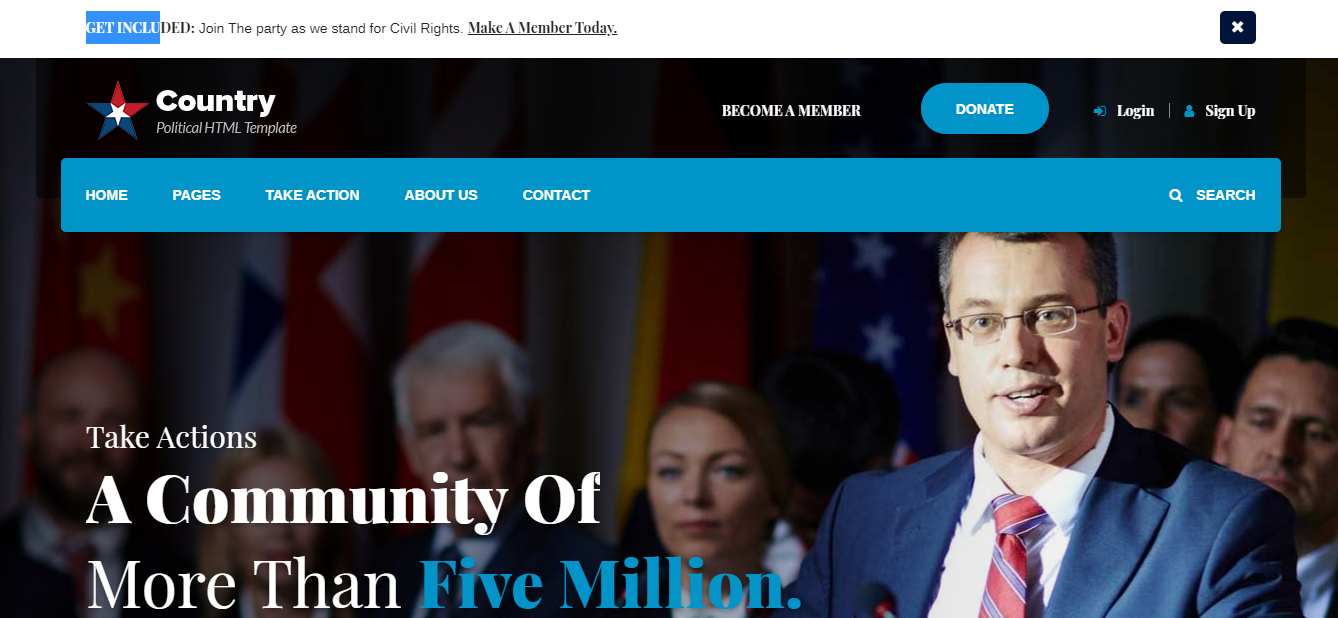 GET INCLUDED: Join The party as we stand for Civil Rights. Make A Member Today.
Country
Political HTML Template
BECOME A MEMBER
DONATE
Login
Sign Up
HOME PAGES TAKE ACTION ABOUT US CONTACT SEARCH
Take Actions
A Community Of
More Than Five Million.